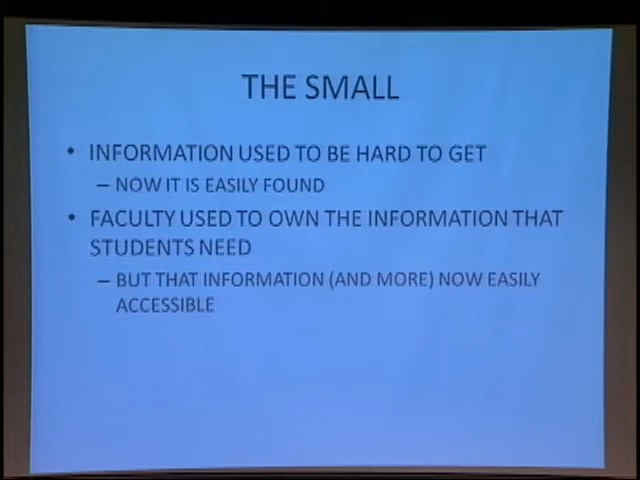 THE SMALL
• INFORMATION USED TO BE HARD TO GET
– NOW IT IS EASILY FOUND
• FACULTY USED TO OWN THE INFORMATION THAT
STUDENTS NEED
– BUT THAT INFORMATION (AND MORE) NOW EASILY
ACCESSIBLE